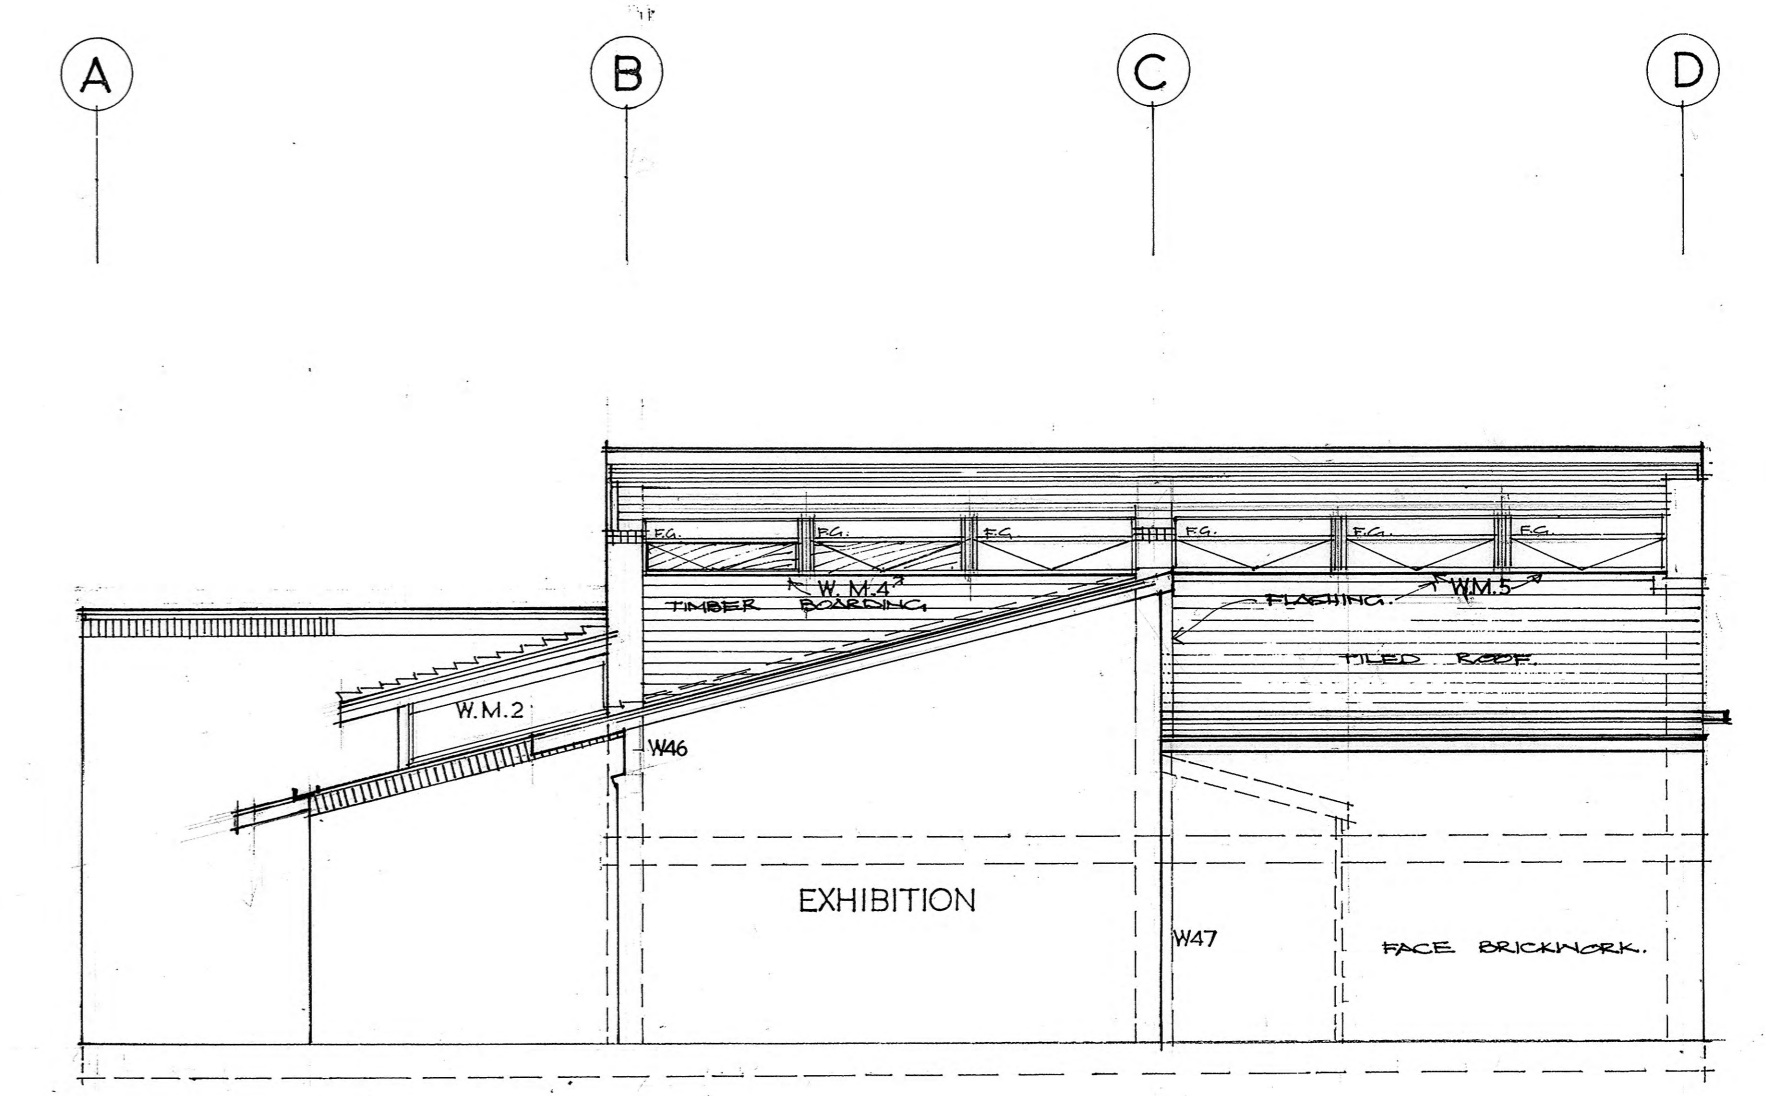 A B C D
F.G. F.G. F.G. F.G. F.G. F.G.
W.M.4 W.M.5
TIMBER BOARDING FLASHING.
TILED ROOF.
W.M.2
W46
EXHIBITION
W47
FACE BRICKWORK.